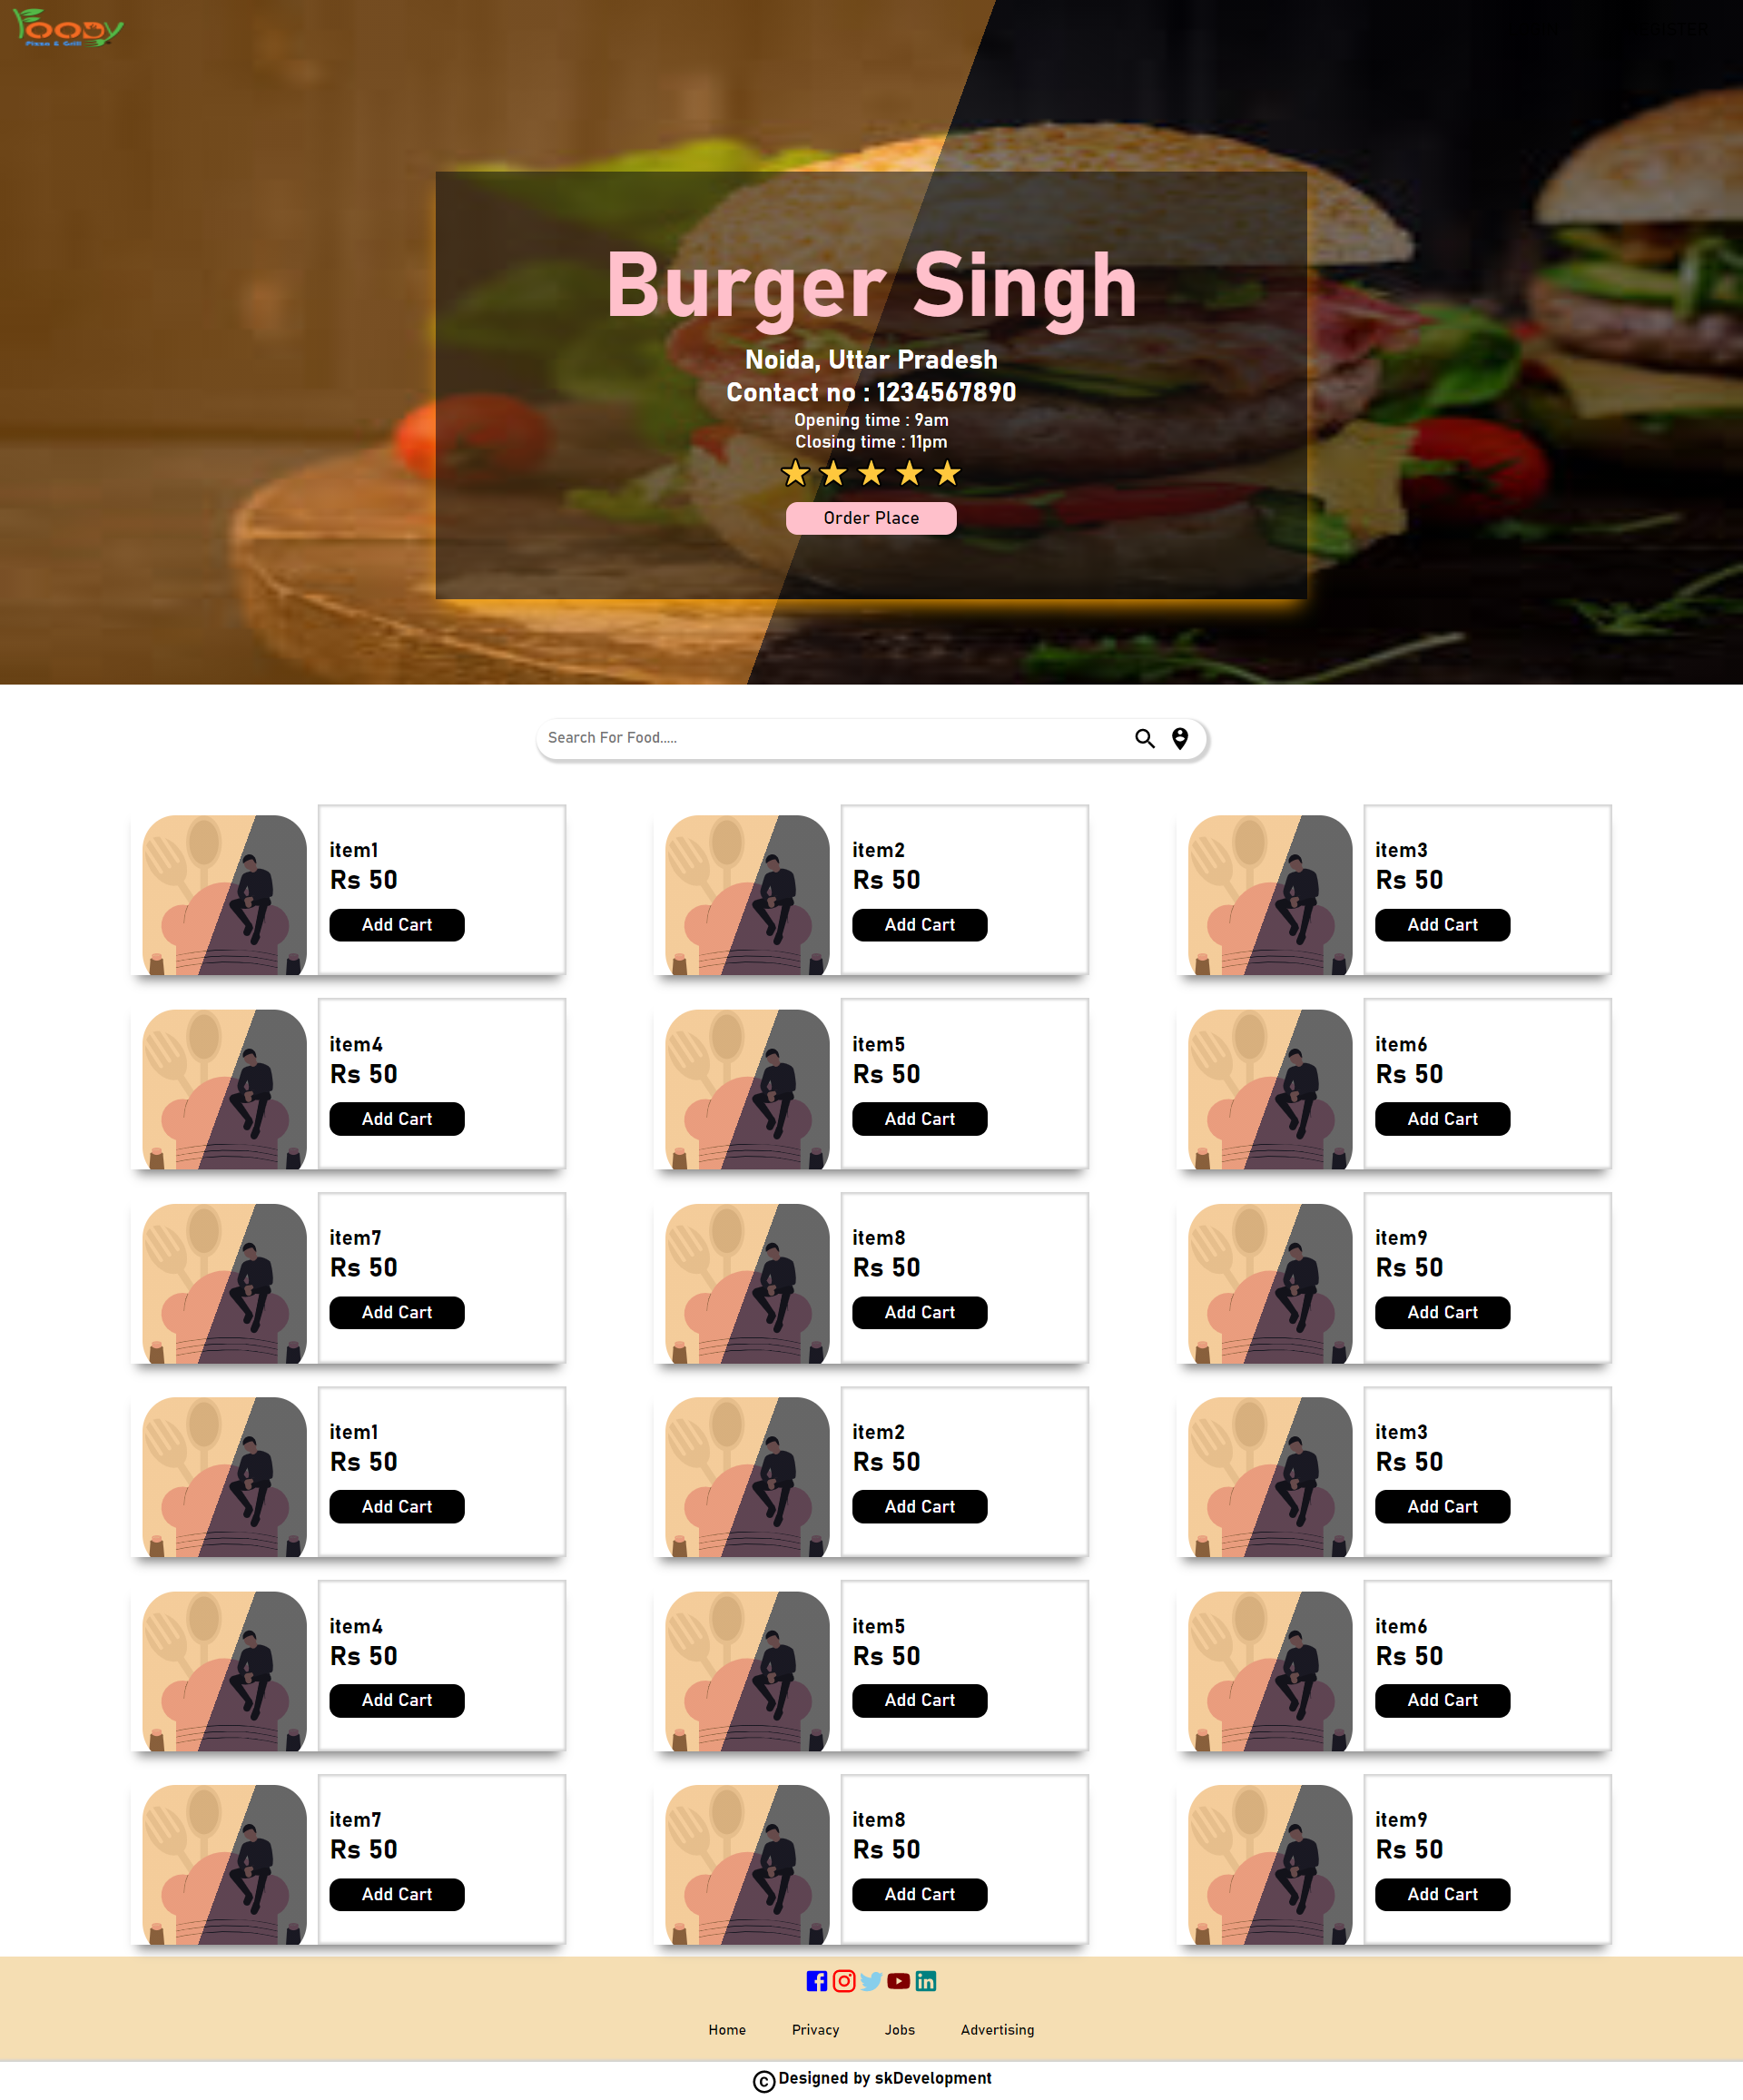 Foody
Pizza & Grill
Burger Singh
Noida, Uttar Pradesh
Contact no : 1234567890
Opening time : 9am
Closing time : 11pm
Order Place
Search For Food.....
item1
Rs 50
Add Cart
item2
Rs 50
Add Cart
item3
Rs 50
Add Cart
item4
Rs 50
Add Cart
item5
Rs 50
Add Cart
item6
Rs 50
Add Cart
item7
Rs 50
Add Cart
item8
Rs 50
Add Cart
item9
Rs 50
Add Cart
item1
Rs 50
Add Cart
item2
Rs 50
Add Cart
item3
Rs 50
Add Cart
item4
Rs 50
Add Cart
item5
Rs 50
Add Cart
item6
Rs 50
Add Cart
item7
Rs 50
Add Cart
item8
Rs 50
Add Cart
item9
Rs 50
Add Cart
Home Privacy Jobs Advertising
© Designed by skDevelopment